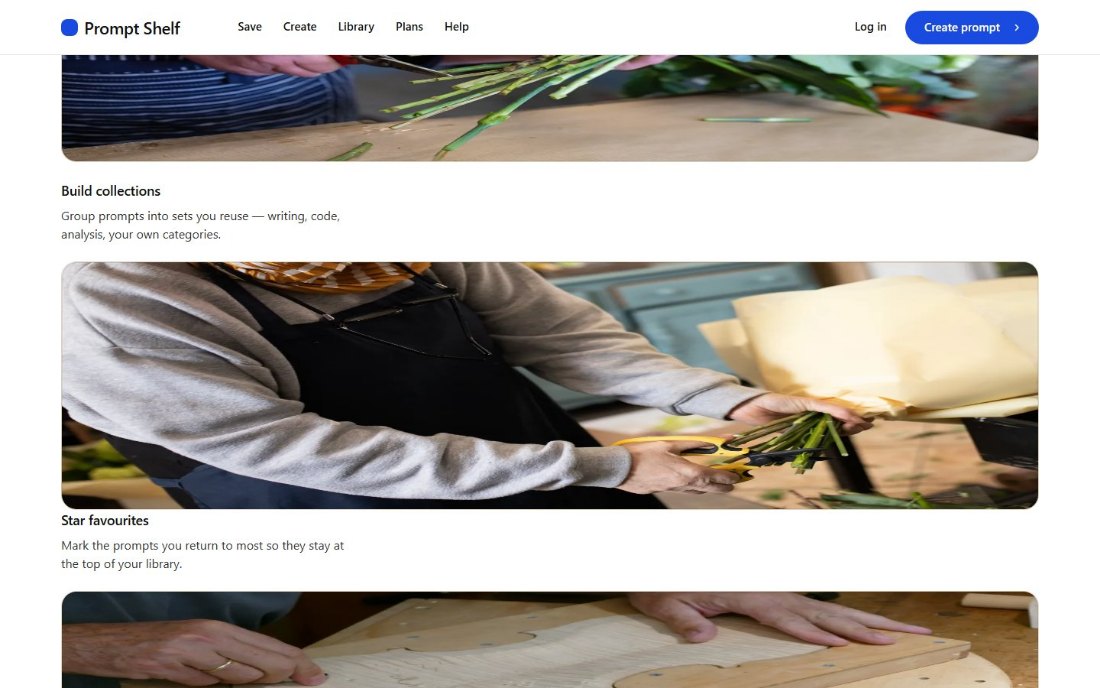 Prompt Shelf
Save
Create
Library
Plans
Help
Log in
Create prompt
Build collections
Group prompts into sets you reuse — writing, code,
analysis, your own categories.
Star favourites
Mark the prompts you return to most so they stay at
the top of your library.